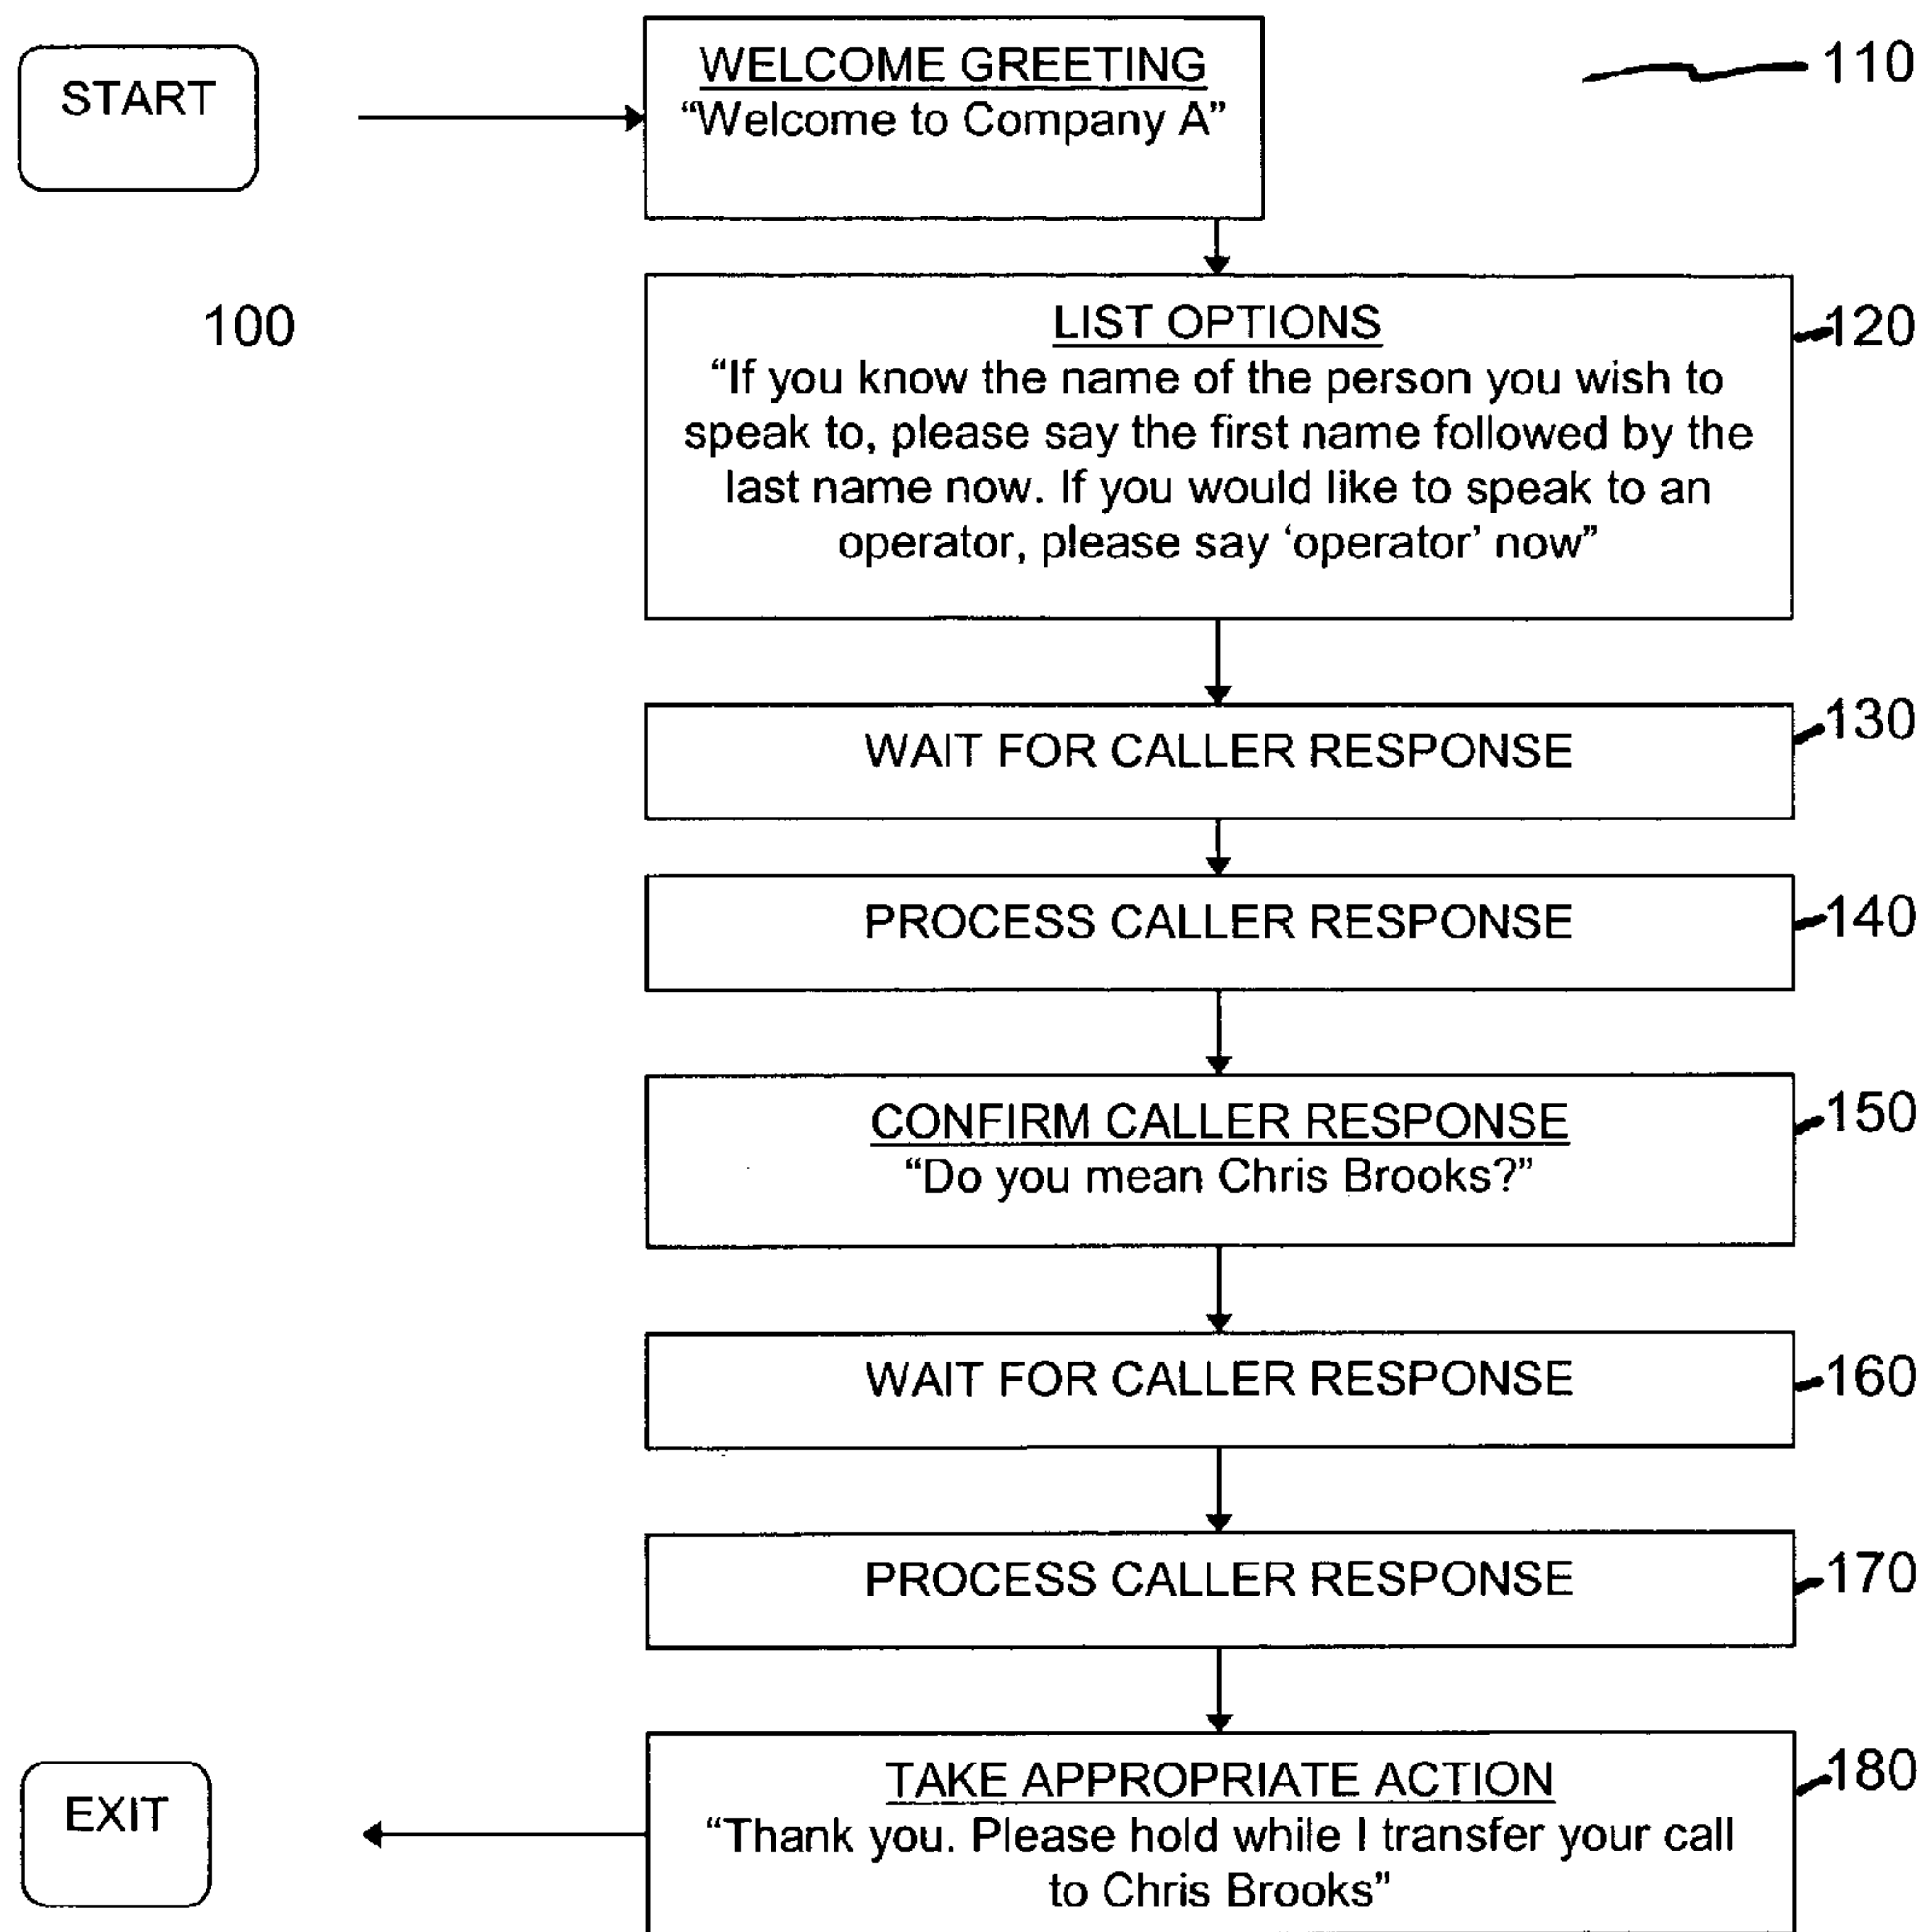 START
WELCOME GREETING
“Welcome to Company A”
110
100
LIST OPTIONS
120
“If you know the name of the person you wish to
speak to, please say the first name followed by the
last name now. If you would like to speak to an
operator, please say ‘operator’ now”
WAIT FOR CALLER RESPONSE
130
PROCESS CALLER RESPONSE
140
CONFIRM CALLER RESPONSE
150
“Do you mean Chris Brooks?”
WAIT FOR CALLER RESPONSE
160
PROCESS CALLER RESPONSE
170
TAKE APPROPRIATE ACTION
180
“Thank you. Please hold while I transfer your call
to Chris Brooks”
EXIT